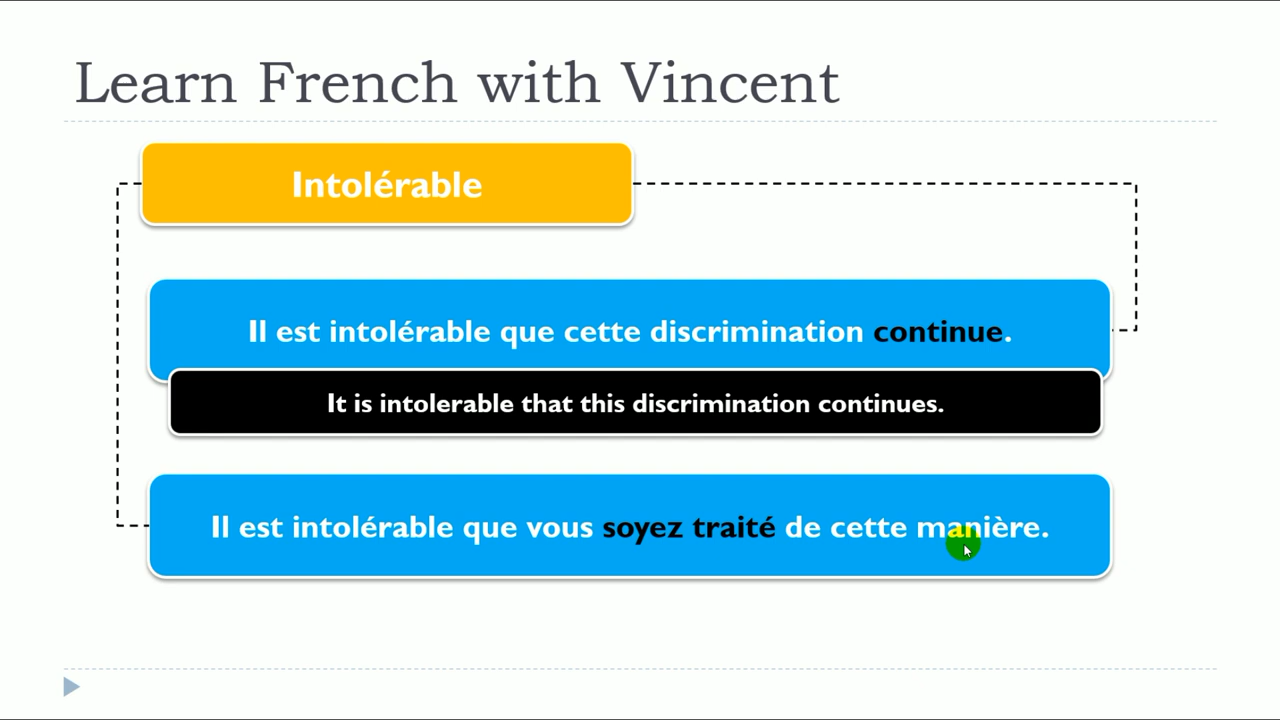 Learn French with Vincent
Intolérable
Il est intolérable que cette discrimination continue.
It is intolerable that this discrimination continues.
Il est intolérable que vous soyez traité de cette manière.